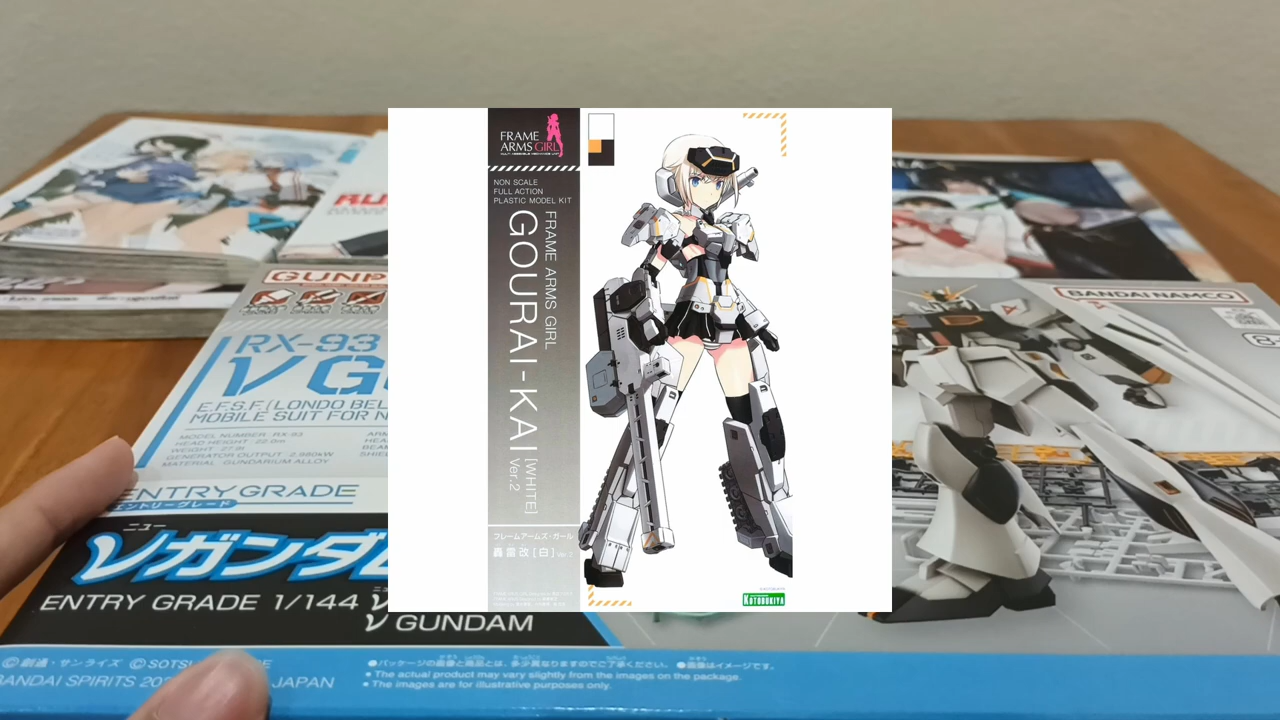 FRAME
ARMS GIRL
NON SCALE
FULL ACTION
PLASTIC MODEL KIT
FRAME ARMS GIRL
GOURAI-KAI [WHITE]
Ver.2
フレームアームズ・ガール
轟雷改[白] Ver.2
KOTOBUKIYA
RX-93
E.F.S.F.(LONDO BEL
MOBILE SUIT FOR N
MODEL NUMBER : RX-93
HEAD HEIGHT : 22.0m
WEIGHT : 27.9t
GENERATOR OUTPUT : 2,980kW
MATERIAL : GUNDARIUM ALLOY
ENTRY GRADE
エントリーグレード
ニュー
νガンダム
ENTRY GRADE 1/144
ν GUNDAM
BANDAI NAMCO
©創通・サンライズ
BANDAI SPIRITS
JAPAN
●パッケージの画像と商品とは、多少異なりますのでご了承ください。 ●画像はイメージです。
● The actual product may vary slightly from the images on the package.
● The images are for illustrative purposes only.